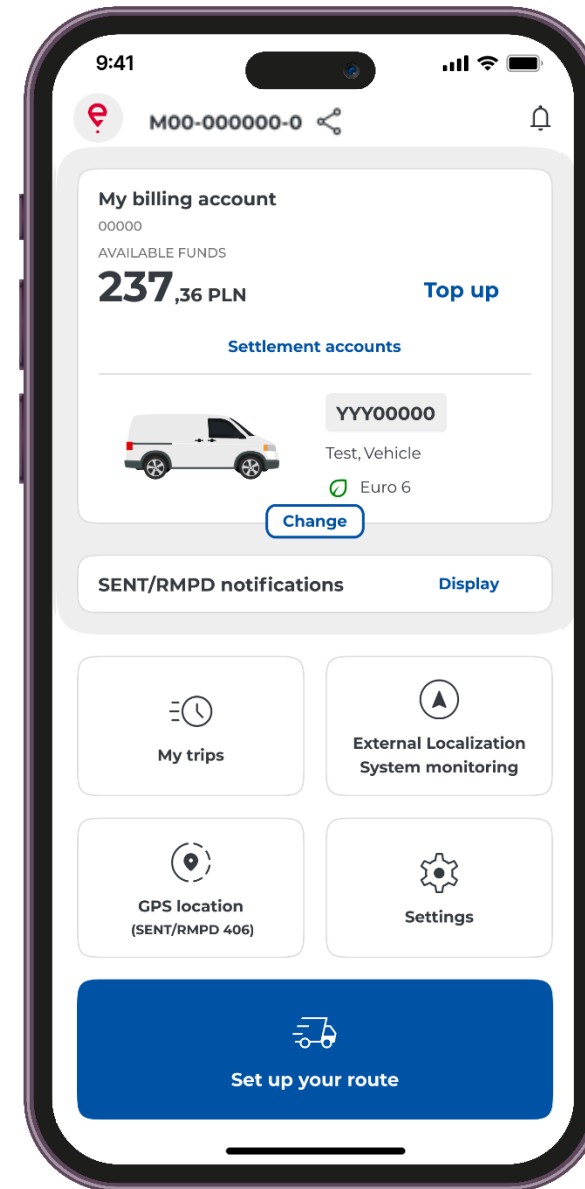 9:41
M00-000000-0
My billing account
00000
AVAILABLE FUNDS
237,36 PLN
Top up
Settlement accounts
YYY00000
Test, Vehicle
Euro 6
Change
SENT/RMPD notifications
Display
My trips
External Localization
System monitoring
GPS location
(SENT/RMPD 406)
Settings
Set up your route